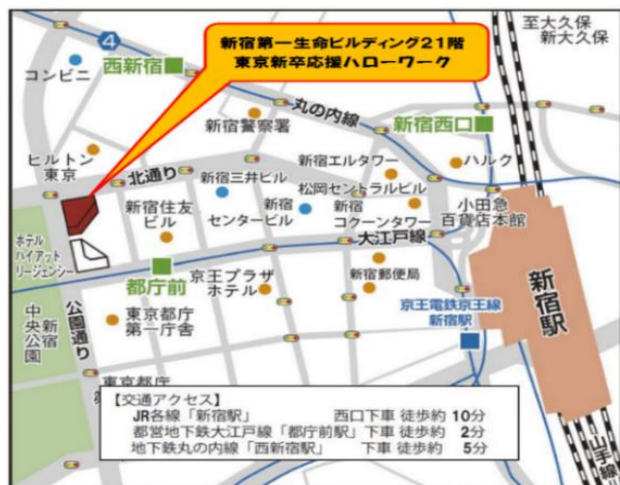 新宿第一生命ビルディング21階
東京新卒応援ハローワーク
至大久保
新大久保
4
コンビニ
西新宿
丸の内線
新宿西口
新宿警察署
ヒルトン
東京
北通り
新宿エルタワー
ハルク
新宿三井ビル
松岡セントラルビル
新宿住友
ビル
新宿
センタービル
新宿
コクーンタワー
小田急
百貨店本館
大江戸線
ホテル
ハイアット
リージェンシー
都庁前
京王プラザ
ホテル
新宿郵便局
新宿駅
京王電鉄京王線
新宿駅
新宿
中央公園
公園通り
東京都庁
第一庁舎
東京都庁
【交通アクセス】
JR各線「新宿駅」 西口下車 徒歩約 10分
都営地下鉄大江戸線「都庁前駅」下車 徒歩約 2分
地下鉄丸の内線「西新宿駅」 下車 徒歩約 5分
山手線